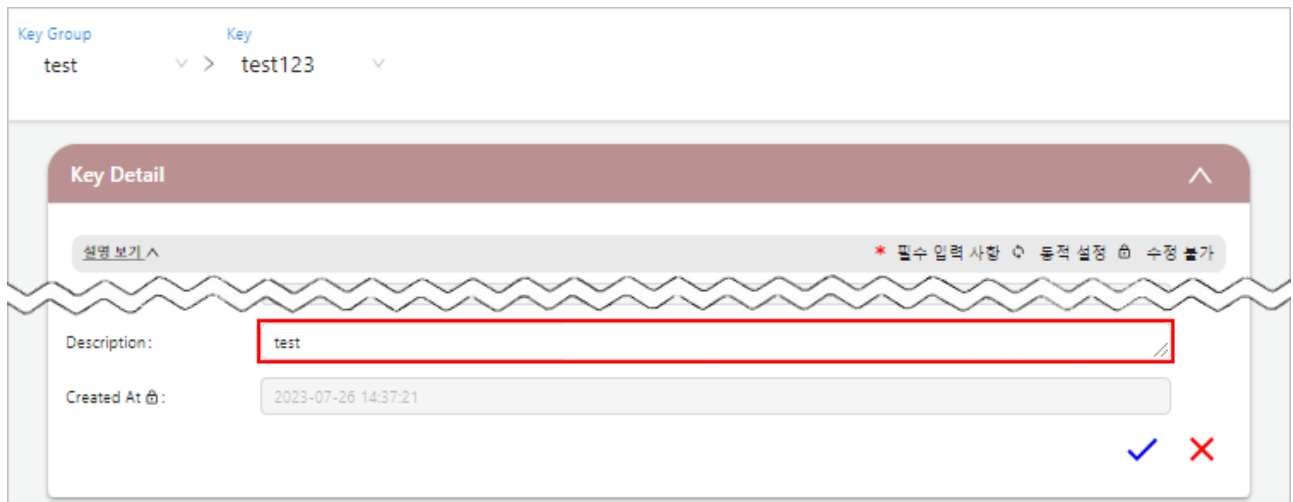 Key Group Key
test > test123
Key Detail
설명 보기 * 필수 입력 사항 동적 설정 수정 불가
Description: test
Created At : 2023-07-26 14:37:21